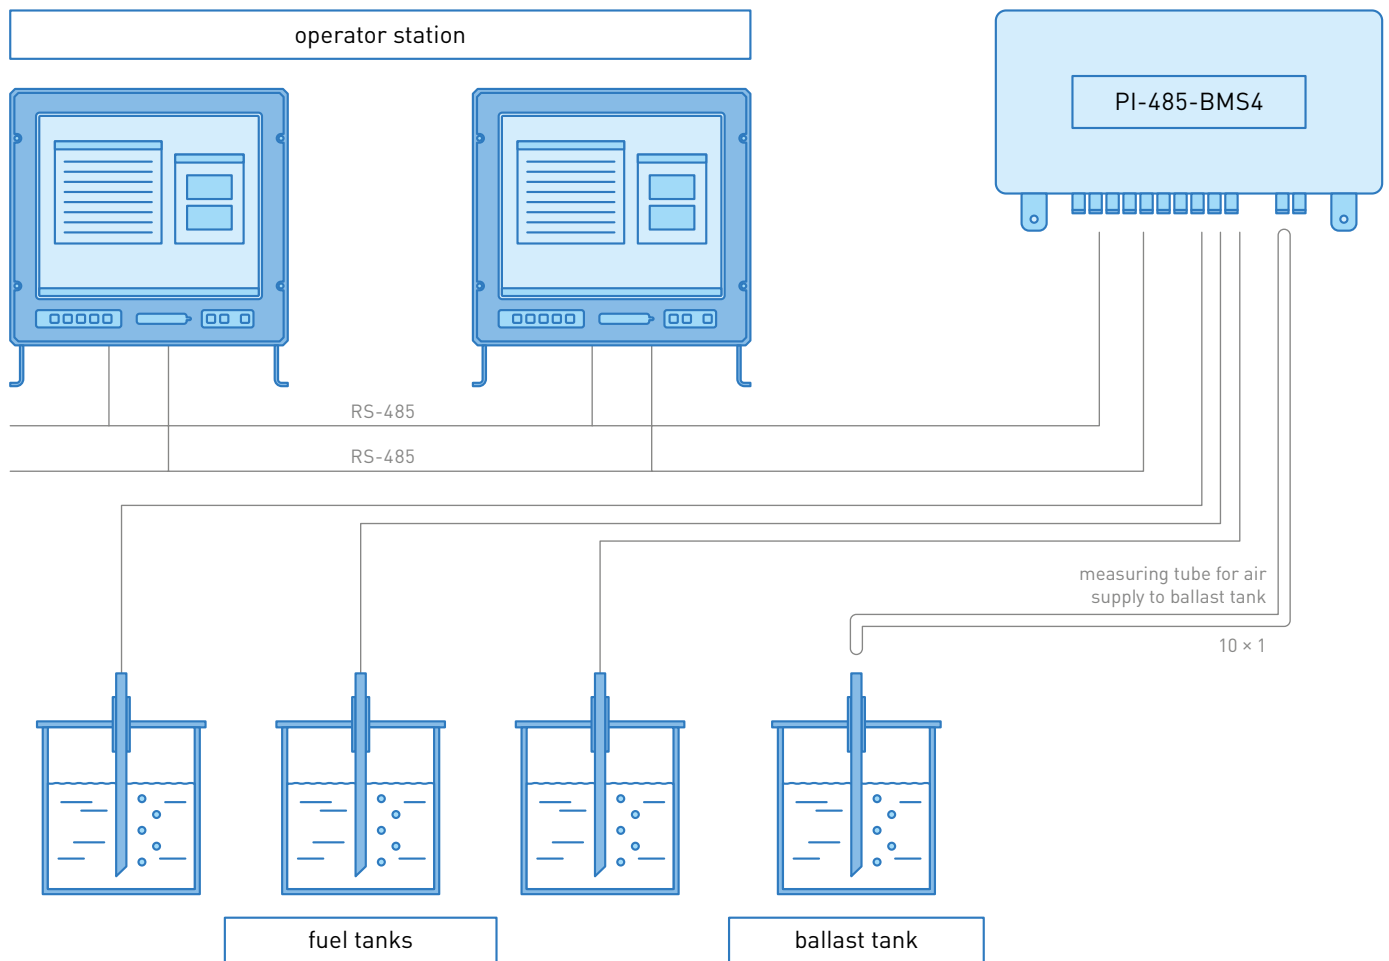 operator station
PI-485-BMS4
RS-485
RS-485
measuring tube for air
supply to ballast tank
10 × 1
fuel tanks
ballast tank